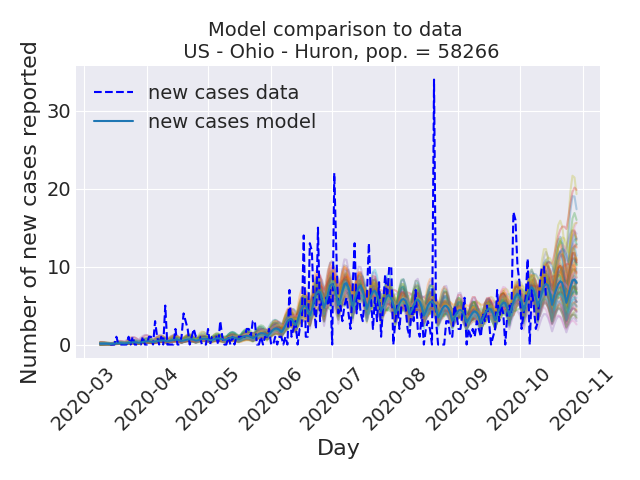 Model comparison to data
US - Ohio - Huron, pop. = 58266
Number of new cases reported
30
20
10
0
new cases data
new cases model
2020-03
2020-04
2020-05
2020-06
2020-07
2020-08
2020-09
2020-10
2020-11
Day